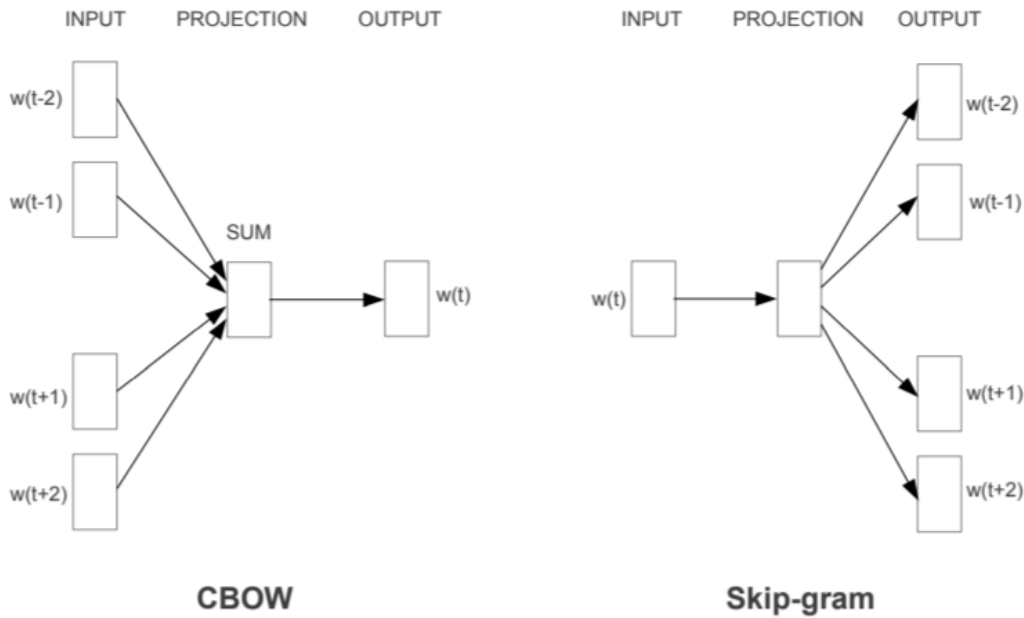 INPUT PROJECTION OUTPUT
w(t-2)
w(t-1)
SUM
w(t)
w(t+1)
w(t+2)
CBOW
INPUT PROJECTION OUTPUT
w(t-2)
w(t-1)
w(t)
w(t+1)
w(t+2)
Skip-gram